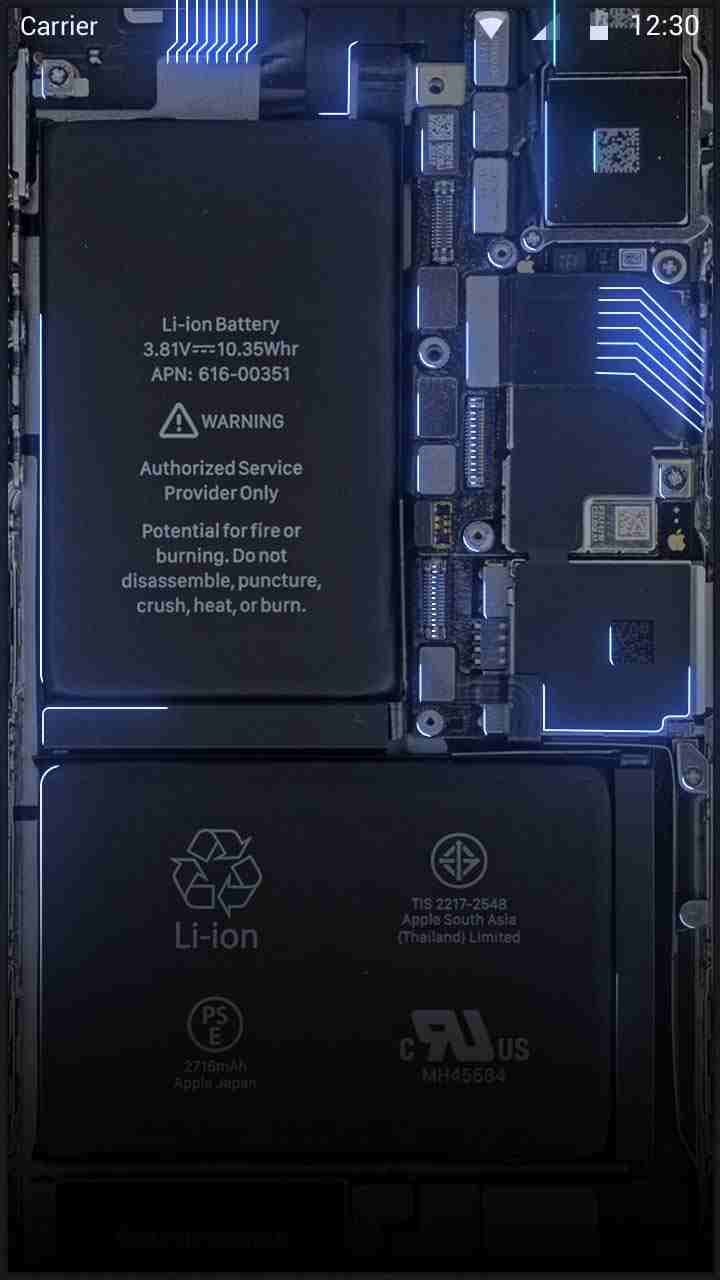 Carrier 12:30
Li-ion Battery
3.81V⎓10.35Whr
APN: 616-00351
WARNING
Authorized Service
Provider Only
Potential for fire or
burning. Do not
disassemble, puncture,
crush, heat, or burn.
Li-ion
TIS 2217-2548
Apple South Asia
(Thailand) Limited
PS
E
2716mAh
Apple Japan
C US
MH45684